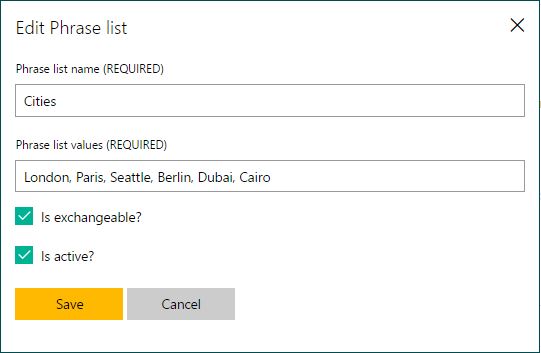 Edit Phrase list
Phrase list name (REQUIRED)
Cities
Phrase list values (REQUIRED)
London, Paris, Seattle, Berlin, Dubai, Cairo
Is exchangeable?
Is active?
Save Cancel